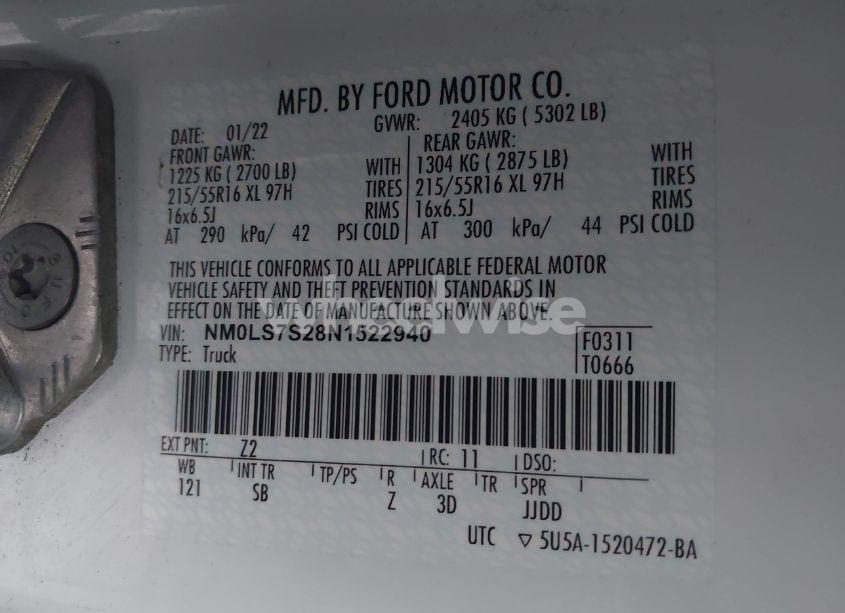 MFD. BY FORD MOTOR CO.
DATE: 01/22 GVWR: 2405 KG ( 5302 LB)
FRONT GAWR: REAR GAWR:
1225 KG ( 2700 LB) WITH 1304 KG ( 2875 LB) WITH
215/55R16 XL 97H TIRES 215/55R16 XL 97H TIRES
16x6.5J RIMS 16x6.5J RIMS
AT 290 kPa/ 42 PSI COLD AT 300 kPa/ 44 PSI COLD
THIS VEHICLE CONFORMS TO ALL APPLICABLE FEDERAL MOTOR
VEHICLE SAFETY AND THEFT PREVENTION STANDARDS IN
EFFECT ON THE DATE OF MANUFACTURE SHOWN ABOVE.
wheelwise
VIN: NM0LS7S28N1522940 F0311
TYPE: Truck T0666
EXT PNT: Z2 RC: 11 DSO:
WB INT TR TP/PS R AXLE TR SPR
121 SB Z 3D JJDD
UTC ▽ 5U5A-1520472-BA